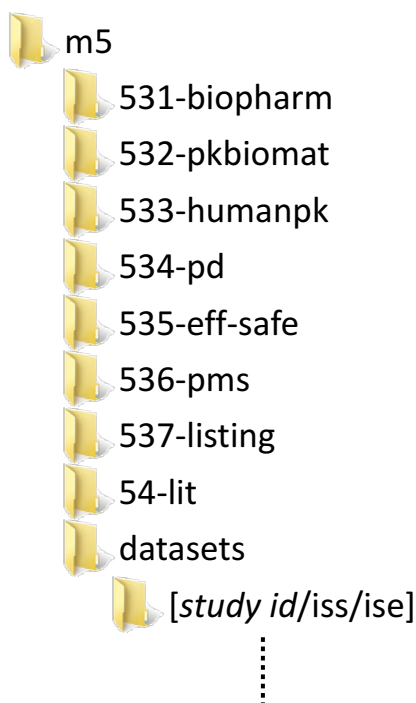 m5
531-biopharm
532-pkbiomat
533-humanpk
534-pd
535-eff-safe
536-pms
537-listing
54-lit
datasets
[study id/iss/ise]